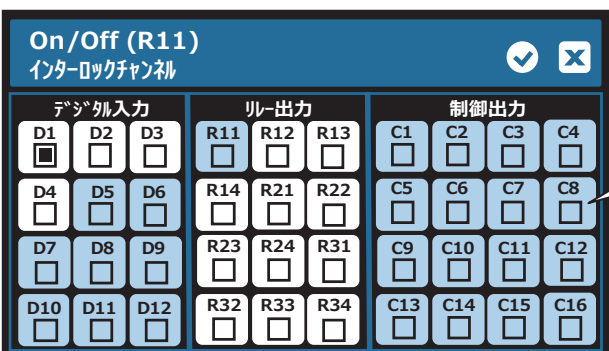 On/Off (R11)
インターロックチャンネル
デジタル入力 リレー出力 制御出力
D1 D2 D3 R11 R12 R13 C1 C2 C3 C4
D4 D5 D6 R14 R21 R22 C5 C6 C7 C8
D7 D8 D9 R23 R24 R31 C9 C10 C11 C12
D10 D11 D12 R32 R33 R34 C13 C14 C15 C16